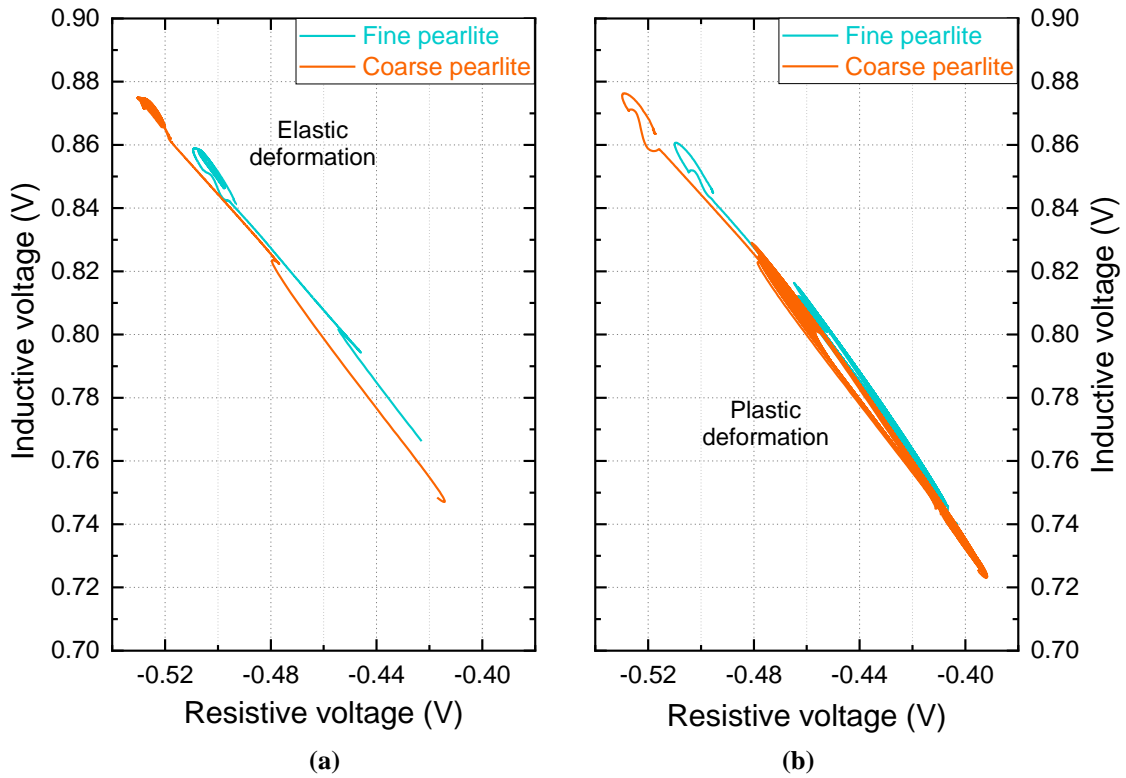 Fine pearlite
Coarse pearlite
Elastic
deformation
Inductive voltage (V)
0.90
0.88
0.86
0.84
0.82
0.80
0.78
0.76
0.74
0.72
0.70
-0.52
-0.48
-0.44
-0.40
Resistive voltage (V)
(a)
Fine pearlite
Coarse pearlite
Plastic
deformation
0.90
0.88
0.86
0.84
0.82
0.80
0.78
0.76
0.74
0.72
0.70
Inductive voltage (V)
-0.52
-0.48
-0.44
-0.40
Resistive voltage (V)
(b)